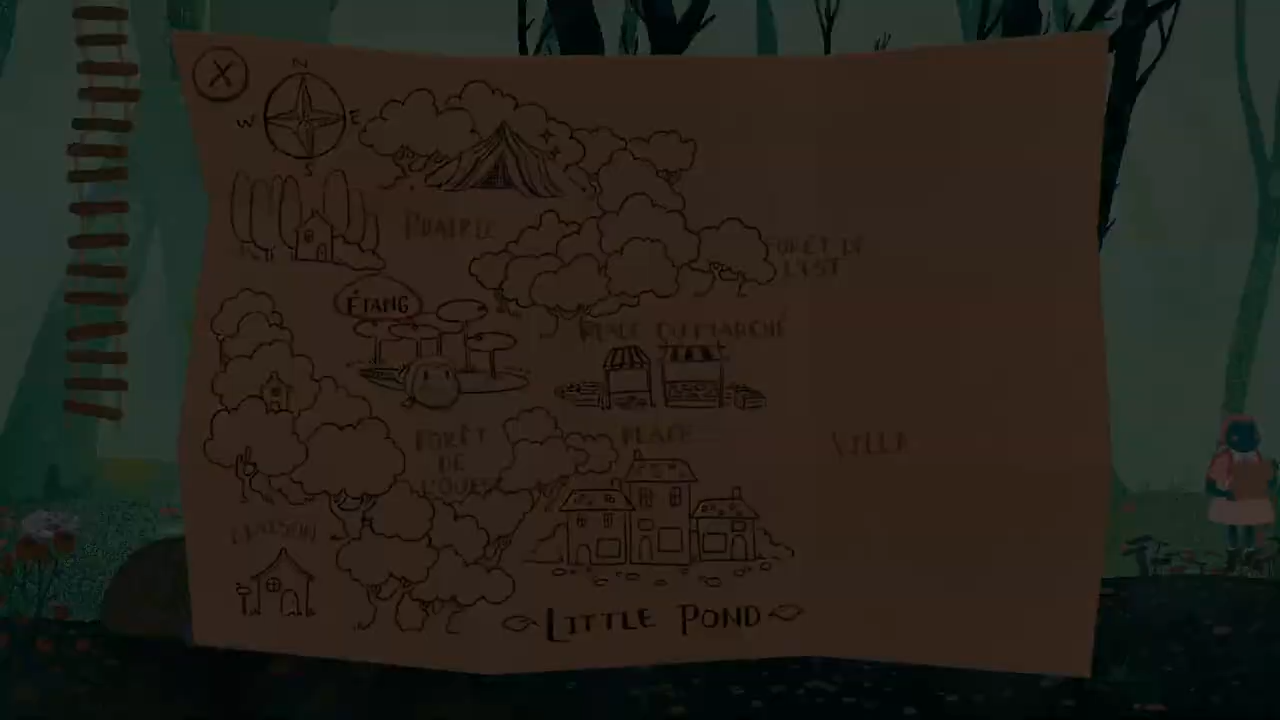 X
N
W E
S
PRAIRIE
FORÊT DE
L'EST
ÉTANG
PLACE DU MARCHÉ
FORÊT
DE
L'OUEST
PLACE
VILLE
MAISON
LITTLE POND